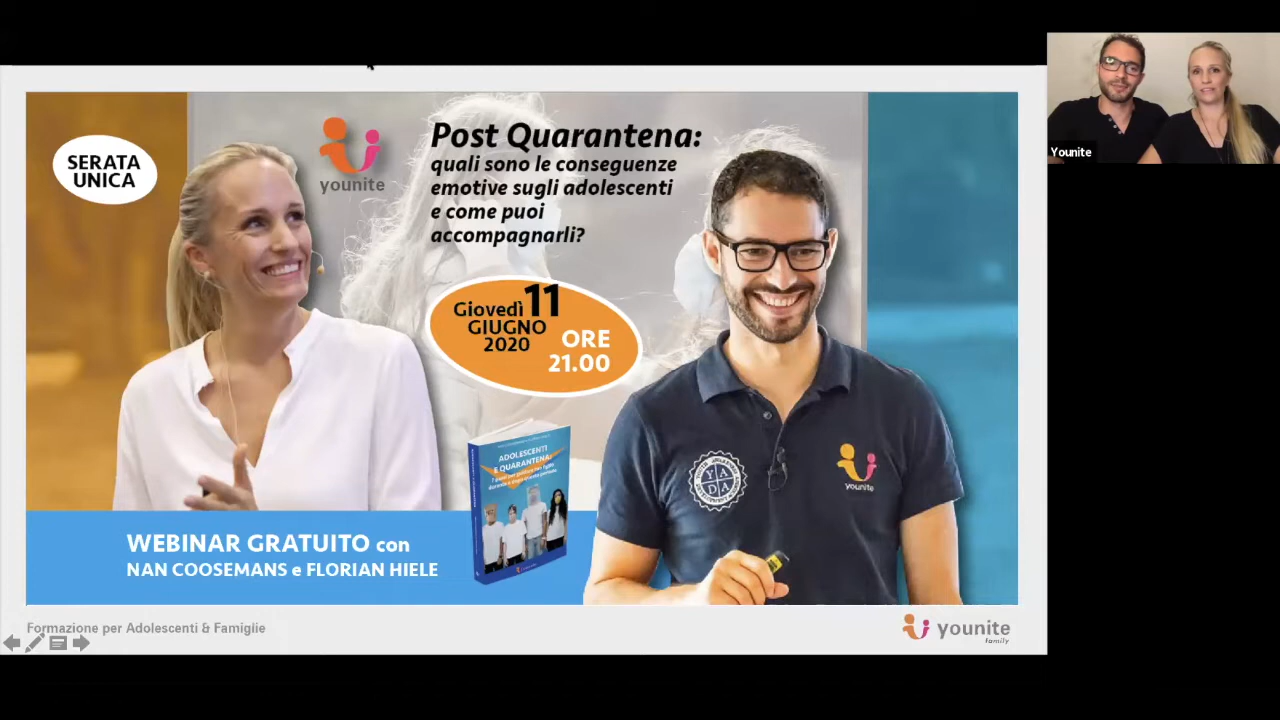 SERATA
UNICA
younite
Post Quarantena:
quali sono le conseguenze
emotive sugli adolescenti
e come puoi
accompagnarli?
Giovedì 11
GIUGNO
2020
ORE
21.00
ADOLESCENTI
E QUARANTENA:
YADA
younite
WEBINAR GRATUITO con
NAN COOSEMANS e FLORIAN HIELE
Formazione per Adolescenti & Famiglie
younite
family
Younite